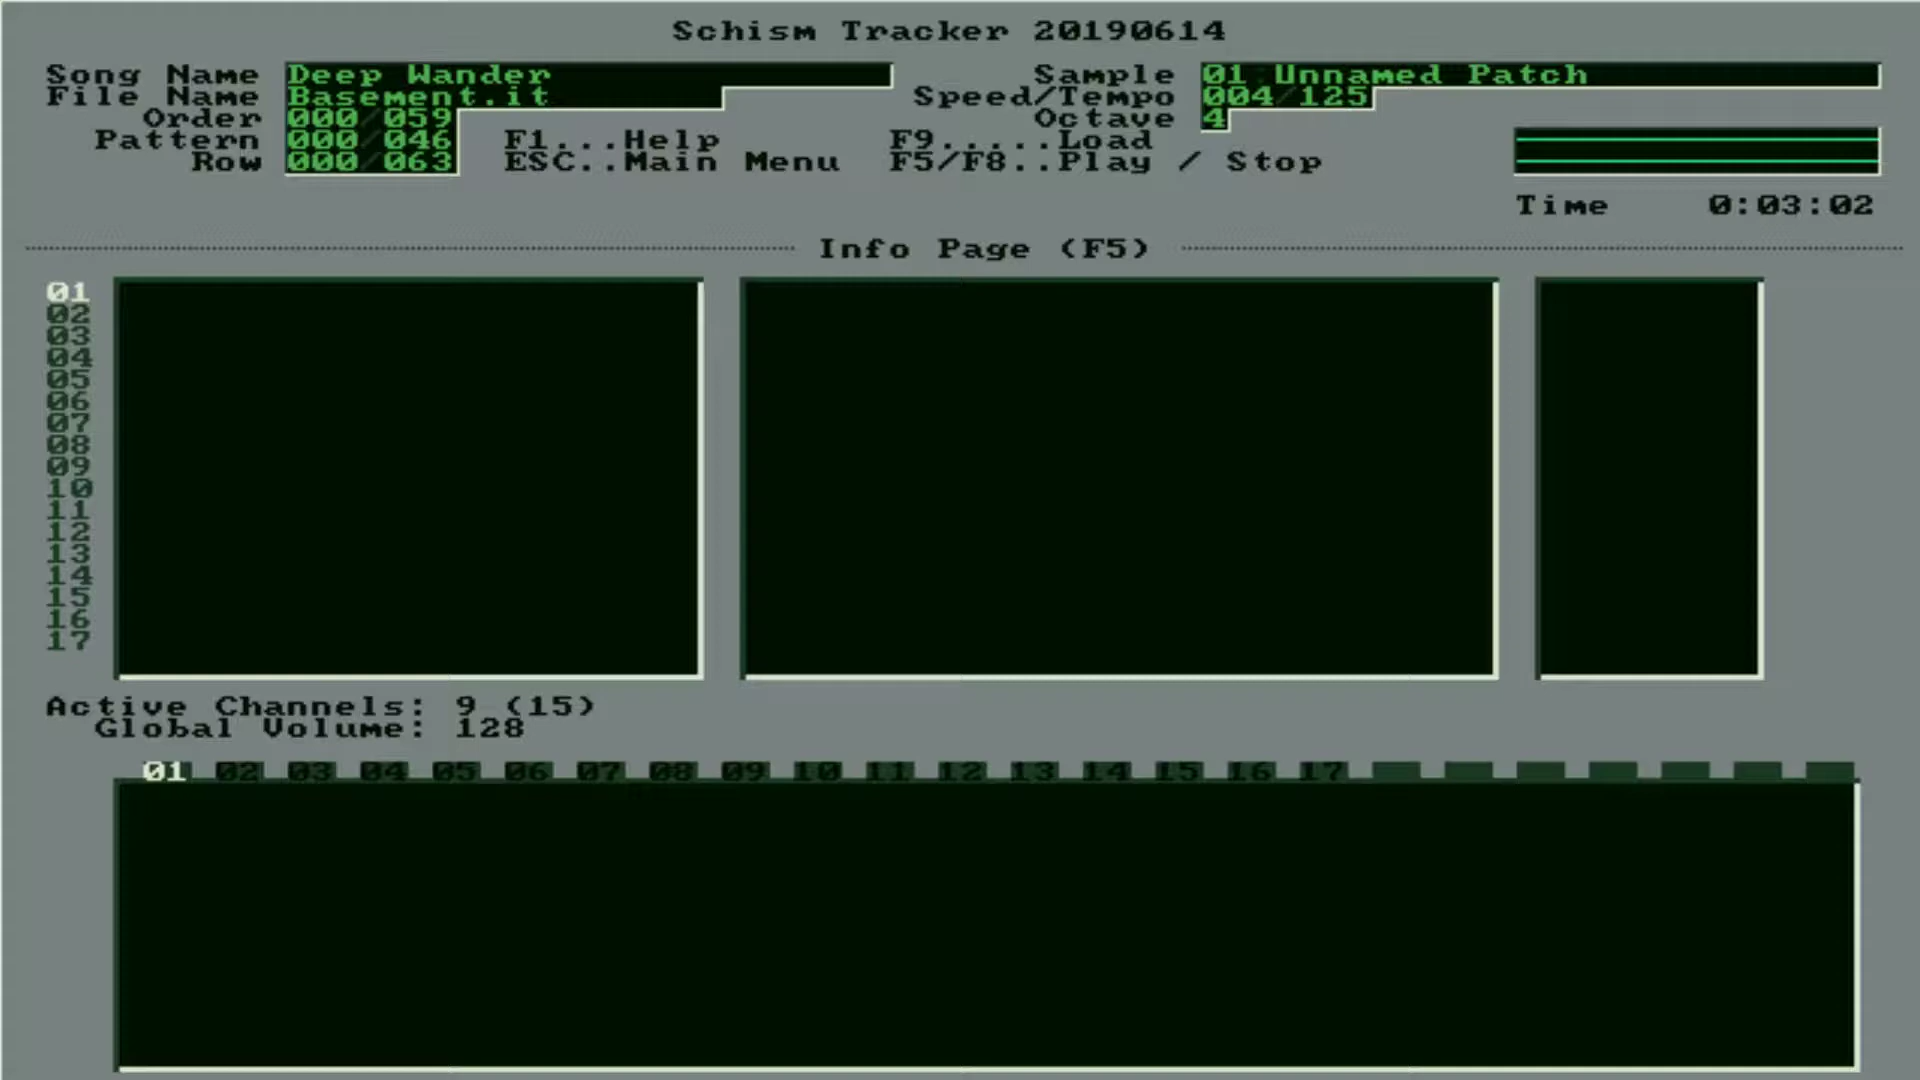 Schism Tracker 20190614
Song Name Deep Wander Sample 01 Unnamed Patch
File Name Basement.it Speed/Tempo 004/125
Order 000/059 Octave 4
Pattern 000/046 F1...Help F9.....Load
Row 000/063 ESC..Main Menu F5/F8..Play / Stop
Time 0:03:02
Info Page (F5)
01
02
03
04
05
06
07
08
09
10
11
12
13
14
15
16
17
Active Channels: 9 (15)
Global Volume: 128
01 02 03 04 05 06 07 08 09 10 11 12 13 14 15 16 17